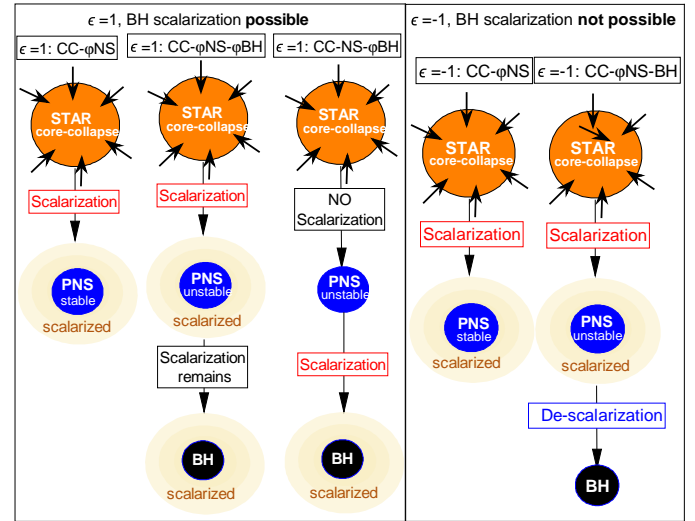 ϵ=1, BH scalarization possible
ϵ=1: CC-φNS
ϵ=1: CC-φNS-φBH
ϵ=1: CC-NS-φBH
STAR
core-collapse
STAR
core-collapse
STAR
core-collapse
Scalarization
Scalarization
NO
Scalarization
PNS
stable
scalarized
PNS
unstable
scalarized
PNS
unstable
Scalarization
remains
Scalarization
BH
scalarized
BH
scalarized
ϵ=-1, BH scalarization not possible
ϵ=-1: CC-φNS
ϵ=-1: CC-φNS-BH
STAR
core-collapse
STAR
core-collapse
Scalarization
Scalarization
PNS
stable
scalarized
PNS
unstable
scalarized
De-scalarization
BH